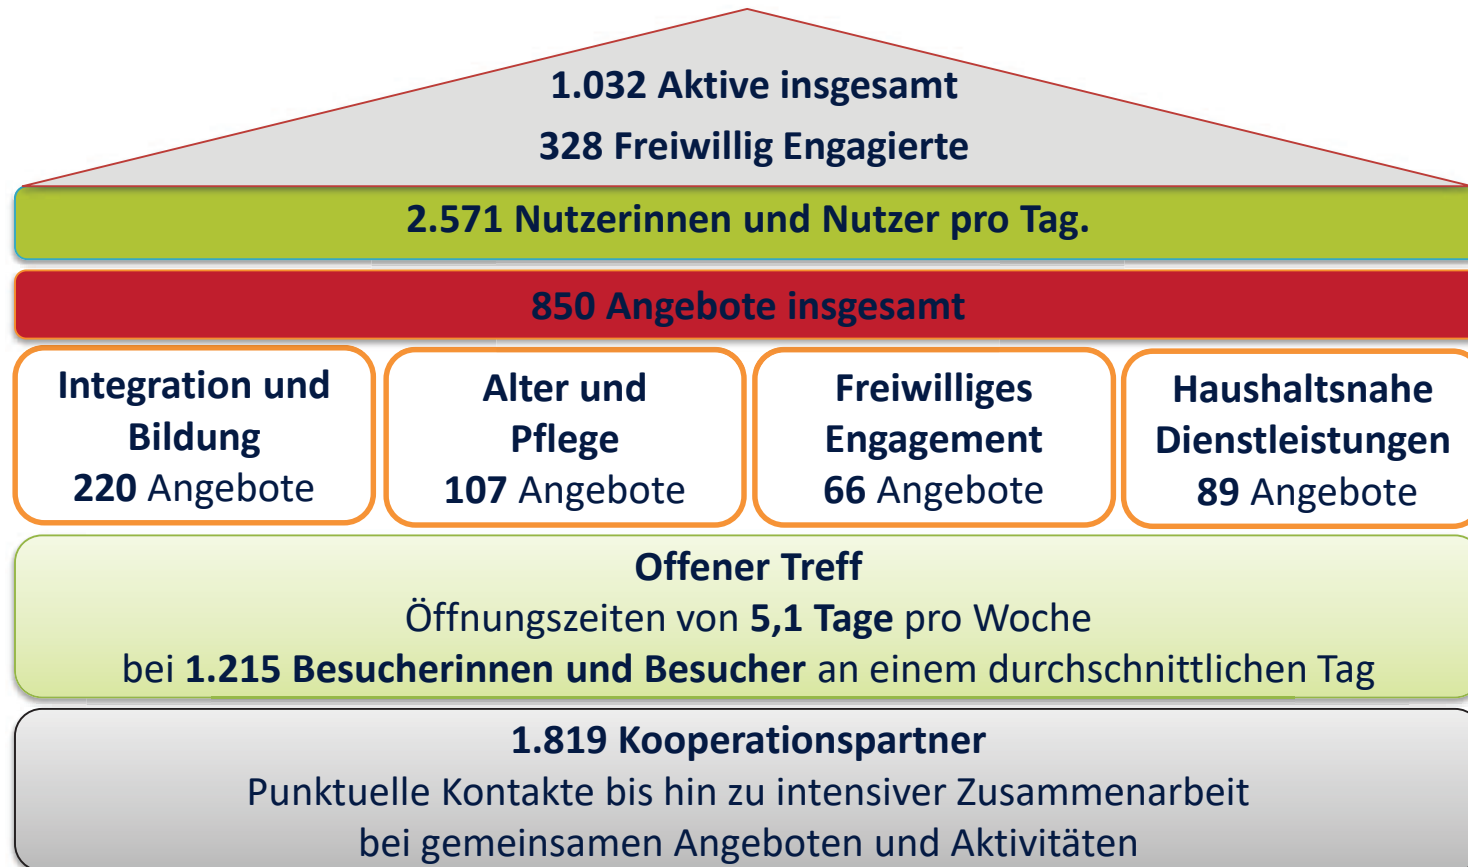 1.032 Aktive insgesamt
328 Freiwillig Engagierte
2.571 Nutzerinnen und Nutzer pro Tag.
850 Angebote insgesamt
Integration und
Bildung
220 Angebote
Alter und
Pflege
107 Angebote
Freiwilliges
Engagement
66 Angebote
Haushaltsnahe
Dienstleistungen
89 Angebote
Offener Treff
Öffnungszeiten von 5,1 Tage pro Woche
bei 1.215 Besucherinnen und Besucher an einem durchschnittlichen Tag
1.819 Kooperationspartner
Punktuelle Kontakte bis hin zu intensiver Zusammenarbeit
bei gemeinsamen Angeboten und Aktivitäten